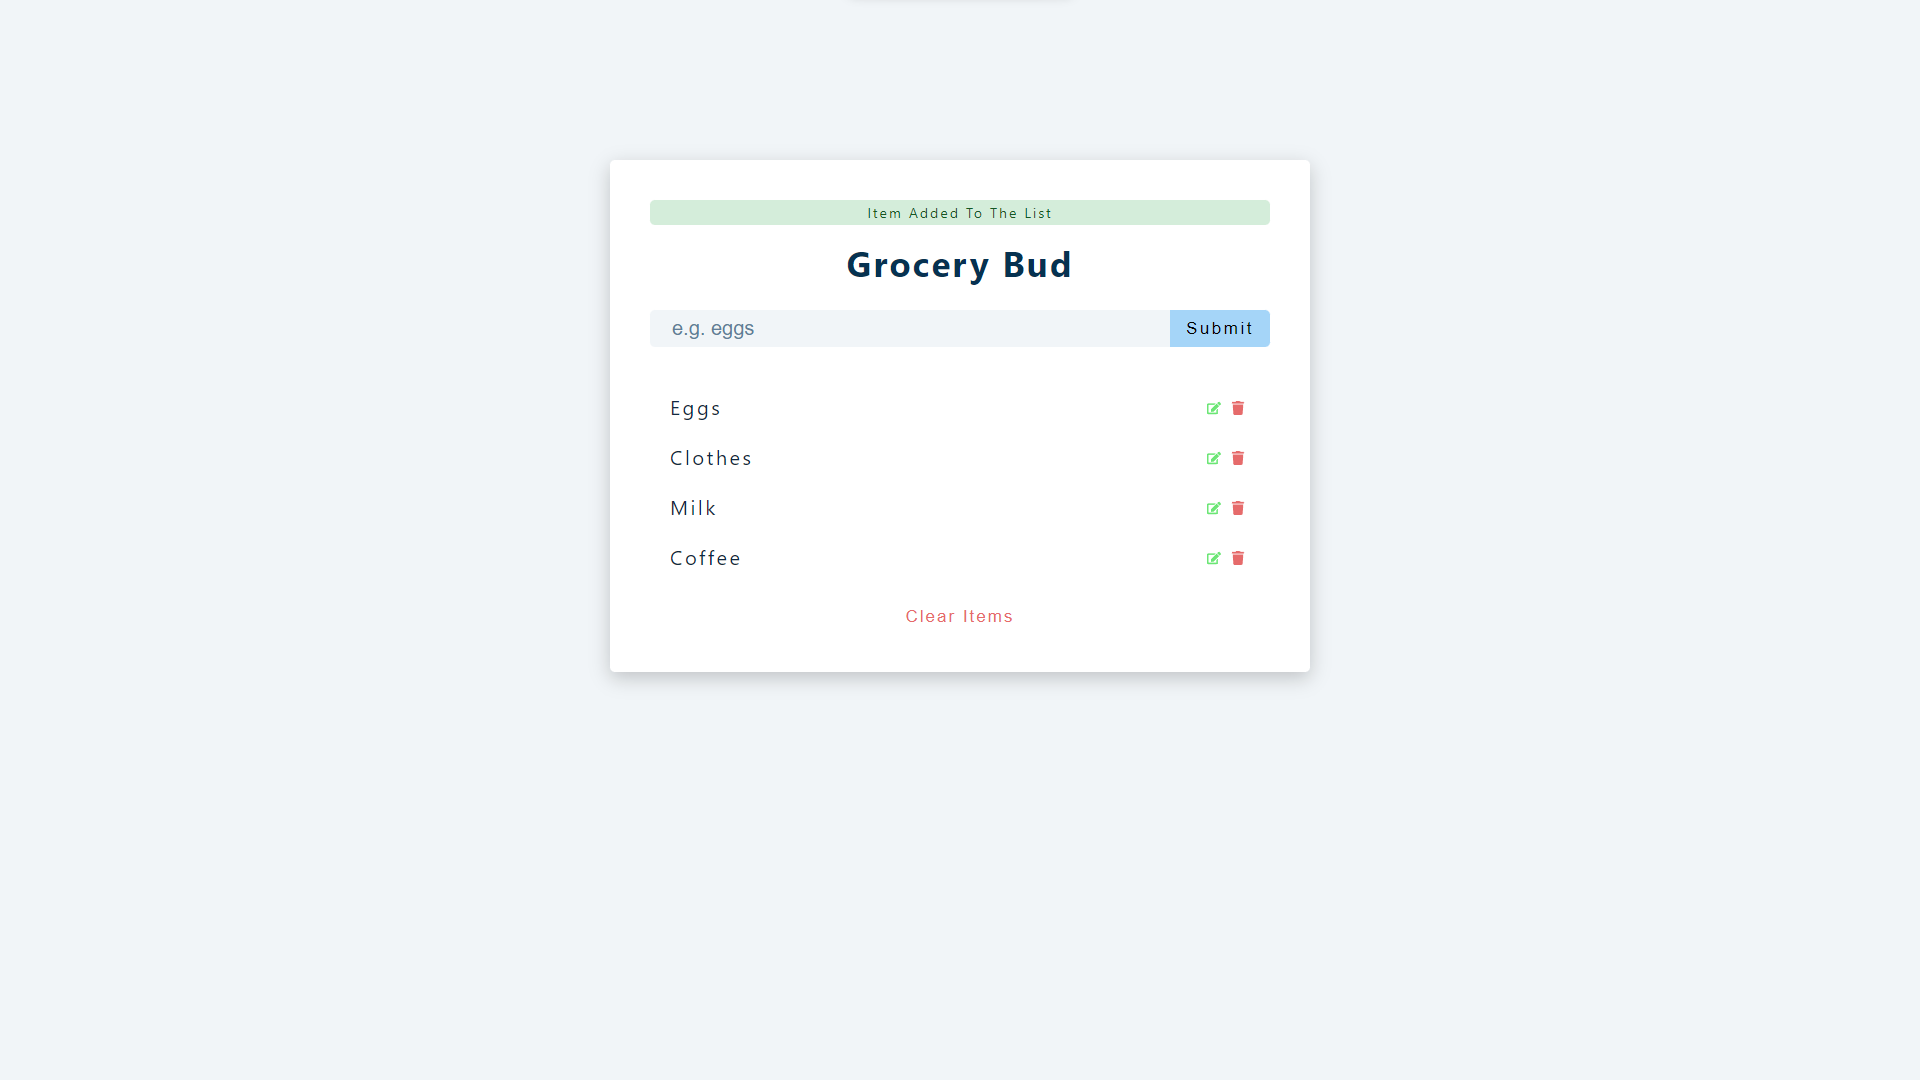 Item Added To The List
Grocery Bud
e.g. eggs
Submit
Eggs
Clothes
Milk
Coffee
Clear Items